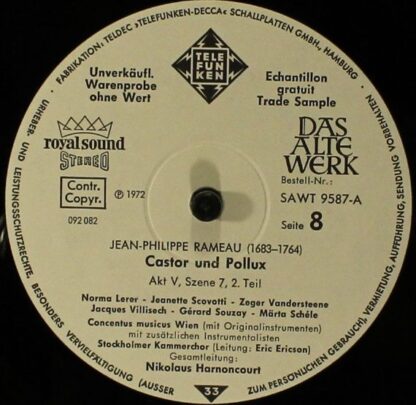 FABRIKATION: TELDEC »TELEFUNKEN-DECCA« SCHALLPLATTEN GMBH., HAMBURG · URHEBER- UND LEISTUNGSSCHUTZRECHTE, BESONDERS VERVIELFÄLTIGUNG (AUSSER ZUM PERSÖNLICHEN GEBRAUCH), VERMIETUNG, AUFFÜHRUNG, SENDUNG VORBEHALTEN ·
TELE
FUN
KEN
Unverkäufl.
Warenprobe
ohne Wert
Echantillon
gratuit
Trade Sample
royal sound
STEREO
DAS
ALTE
WERK
Contr.
Copyr.
℗ 1972
092 082
Bestell-Nr.:
SAWT 9587-A
Seite 8
JEAN-PHILIPPE RAMEAU (1683–1764)
Castor und Pollux
Akt V, Szene 7, 2. Teil
Norma Lerer - Jeanette Scovotti - Zeger Vandersteene
Jacques Villisech - Gérard Souzay - Märta Schéle
Concentus musicus Wien (mit Originalinstrumenten)
mit zusätzlichen Instrumentalisten
Stockholmer Kammerchor (Leitung: Eric Ericson)
Gesamtleitung:
Nikolaus Harnoncourt
33